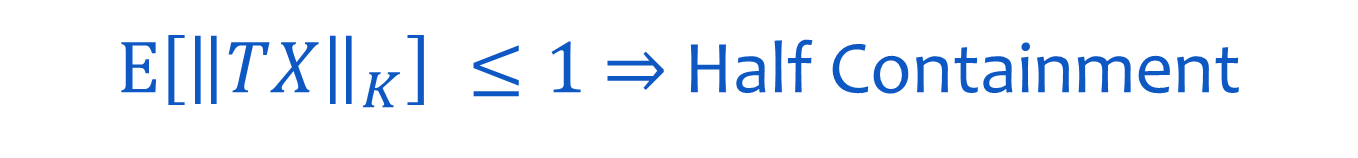 E[‖TX‖_K] ≤ 1 ⇒ Half Containment